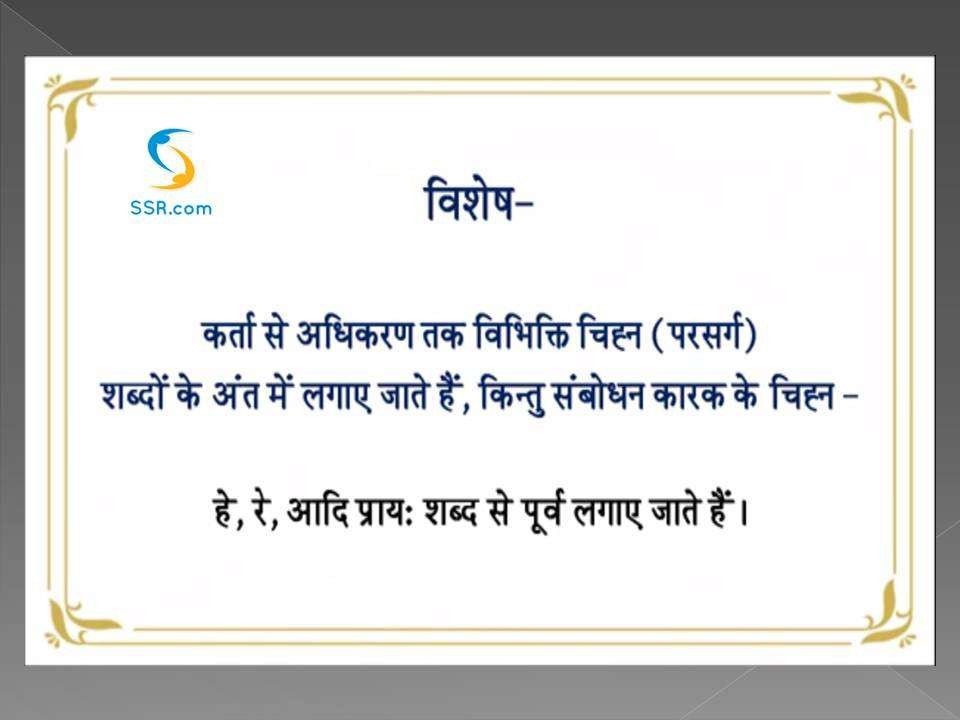 SSR.com
विशेष-
कर्ता से अधिकरण तक विभिक्ति चिह्न (परसर्ग)
शब्दों के अंत में लगाए जाते हैं, किन्तु संबोधन कारक के चिह्न -
हे, रे, आदि प्राय: शब्द से पूर्व लगाए जाते हैं।